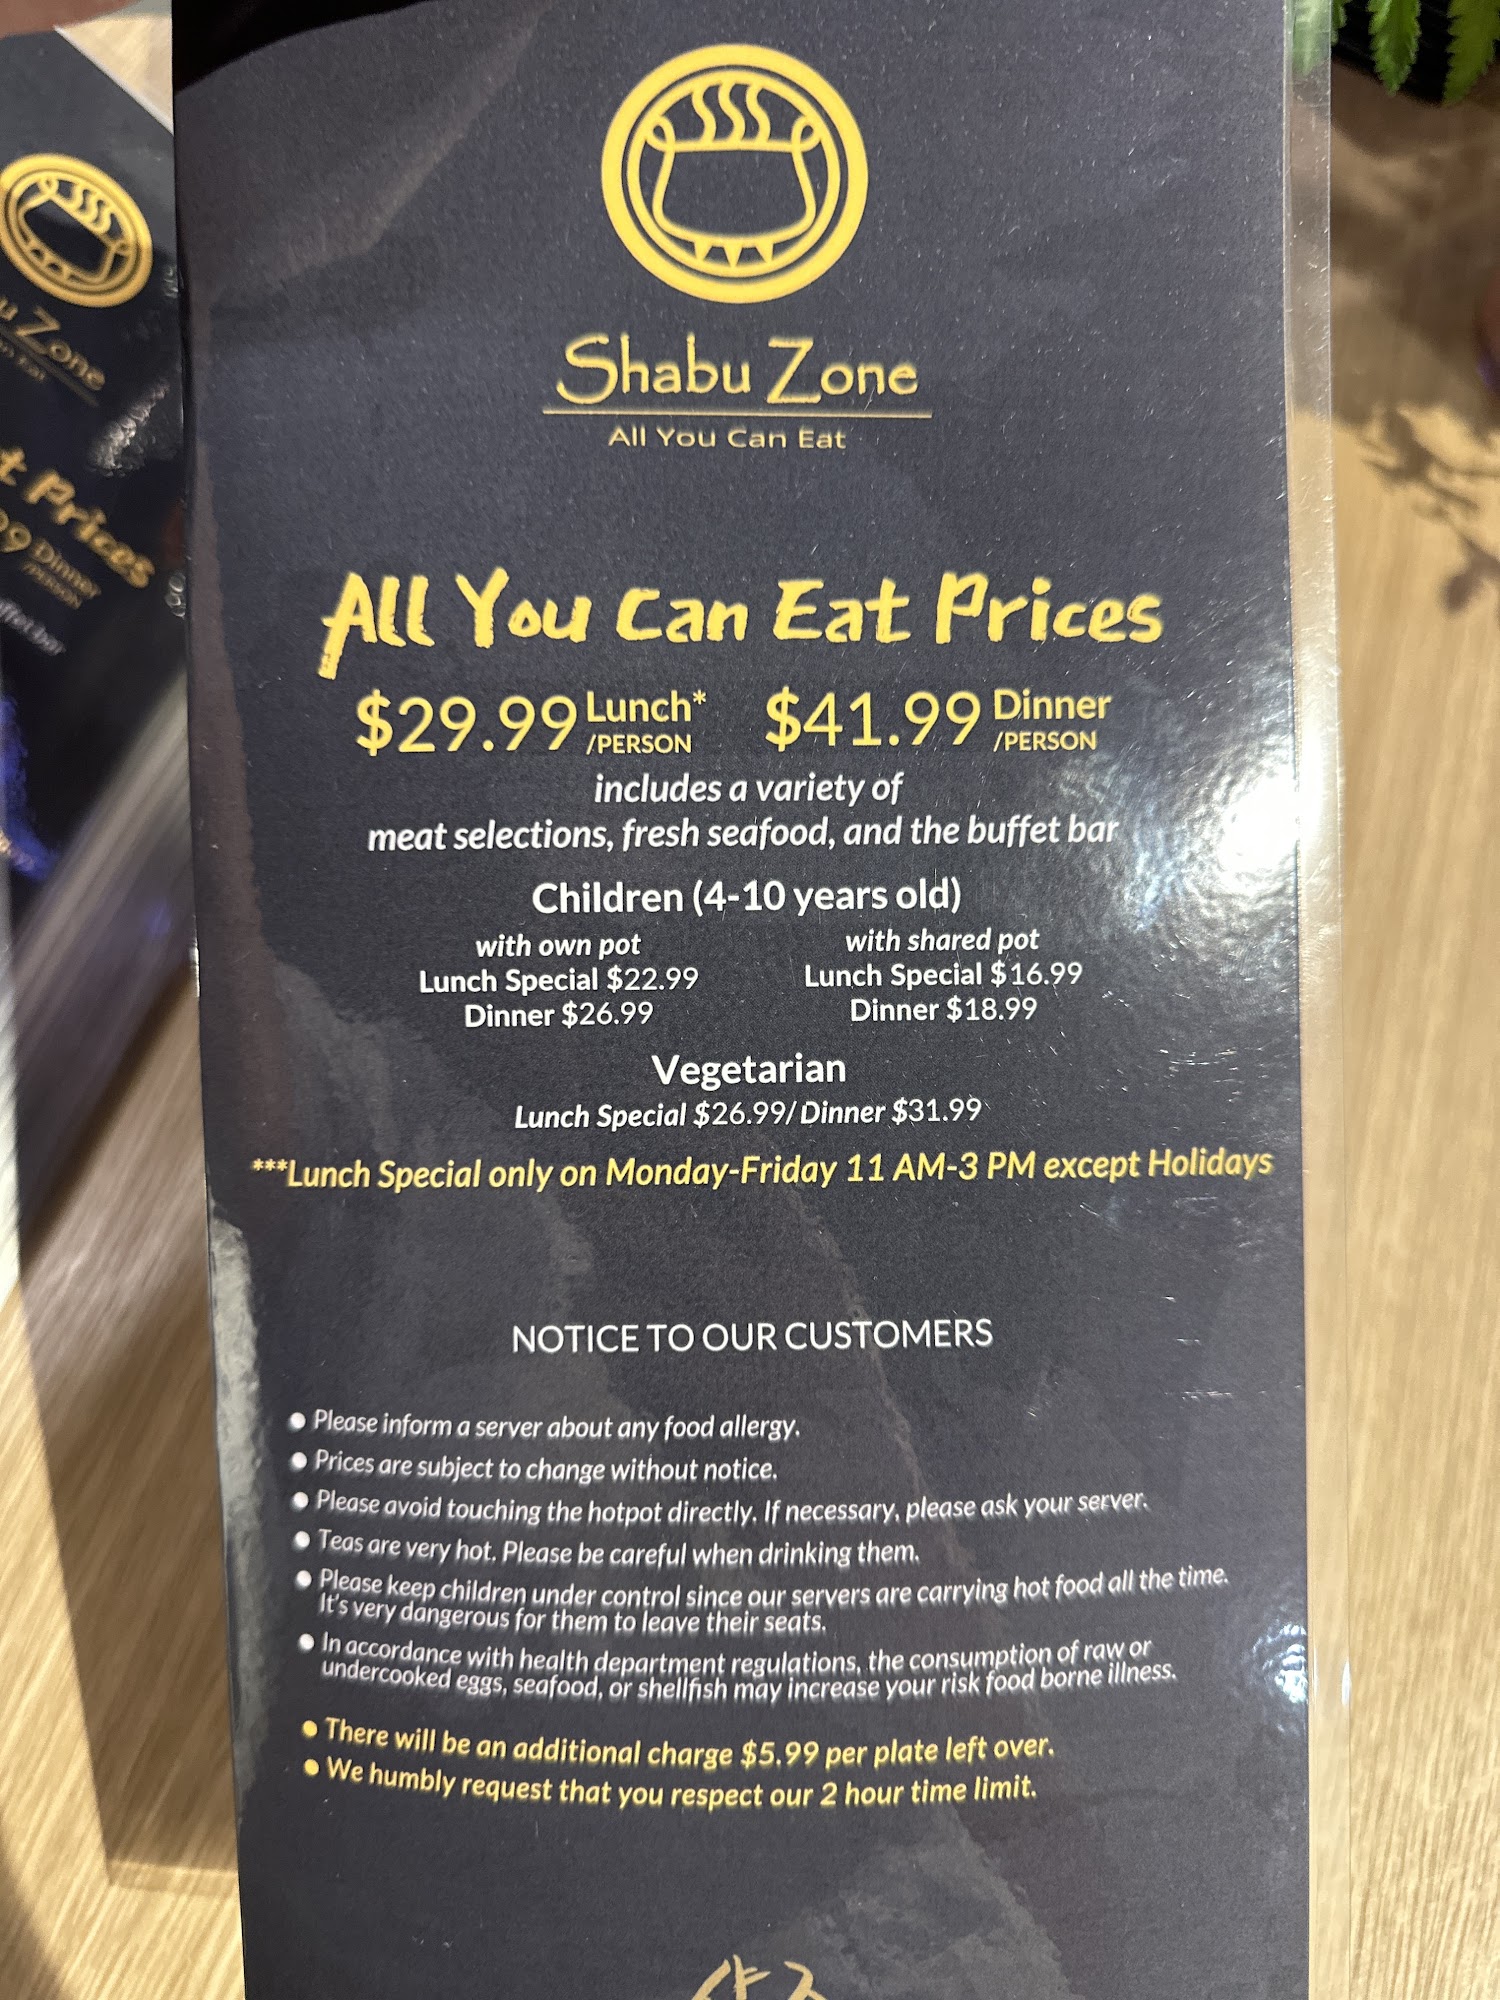 Shabu Zone
All You Can Eat
All You Can Eat Prices
$29.99 Lunch* /PERSON $41.99 Dinner /PERSON
includes a variety of
meat selections, fresh seafood, and the buffet bar
Children (4-10 years old)
with own pot
Lunch Special $22.99
Dinner $26.99
with shared pot
Lunch Special $16.99
Dinner $18.99
Vegetarian
Lunch Special $26.99/ Dinner $31.99
***Lunch Special only on Monday-Friday 11 AM-3 PM except Holidays
NOTICE TO OUR CUSTOMERS
● Please inform a server about any food allergy.
● Prices are subject to change without notice.
● Please avoid touching the hotpot directly. If necessary, please ask your server.
● Teas are very hot. Please be careful when drinking them.
● Please keep children under control since our servers are carrying hot food all the time.
It's very dangerous for them to leave their seats.
● In accordance with health department regulations, the consumption of raw or
undercooked eggs, seafood, or shellfish may increase your risk food borne illness.
● There will be an additional charge $5.99 per plate left over.
● We humbly request that you respect our 2 hour time limit.
Zone
Prices
Dinner
/PERSON